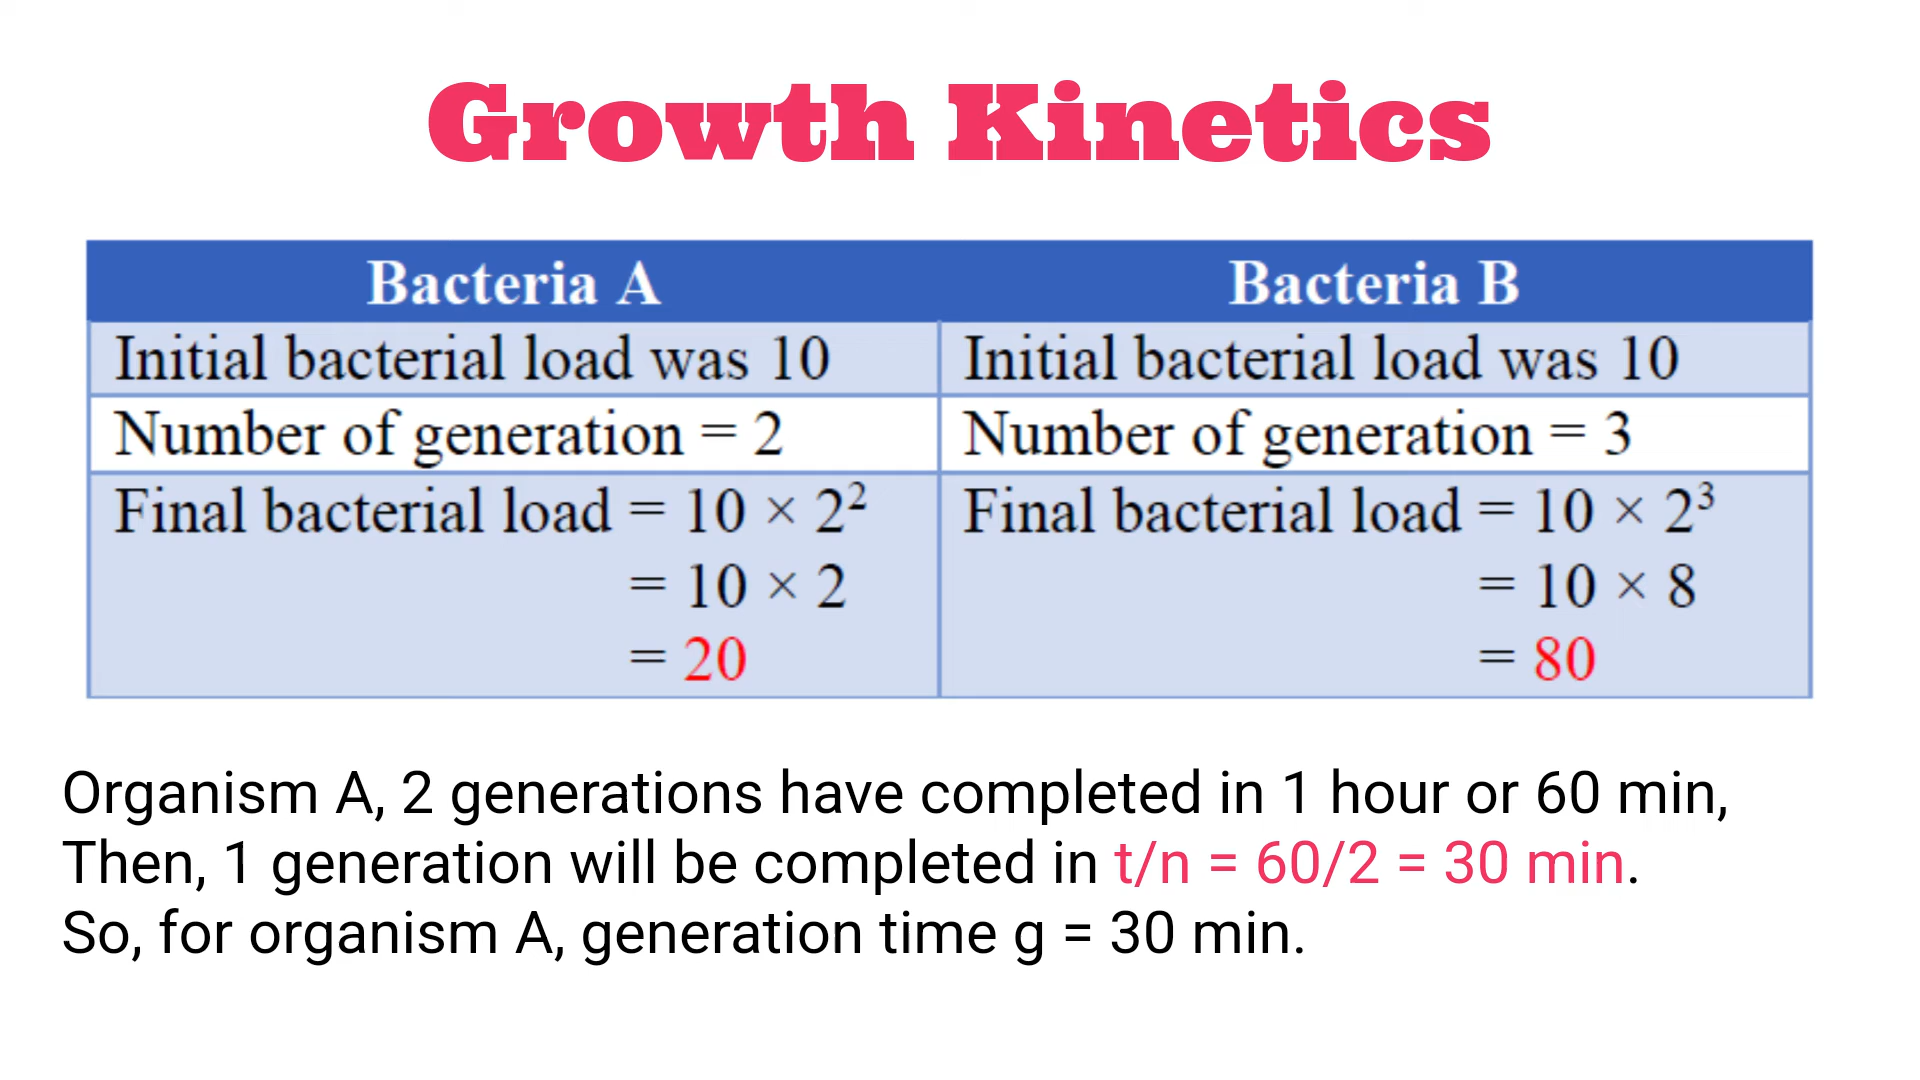 Growth Kinetics
Bacteria A
Bacteria B
Initial bacterial load was 10
Initial bacterial load was 10
Number of generation = 2
Number of generation = 3
Final bacterial load = 10 × 2²
= 10 × 2
= 20
Final bacterial load = 10 × 2³
= 10 × 8
= 80
Organism A, 2 generations have completed in 1 hour or 60 min,
Then, 1 generation will be completed in t/n = 60/2 = 30 min.
So, for organism A, generation time g = 30 min.